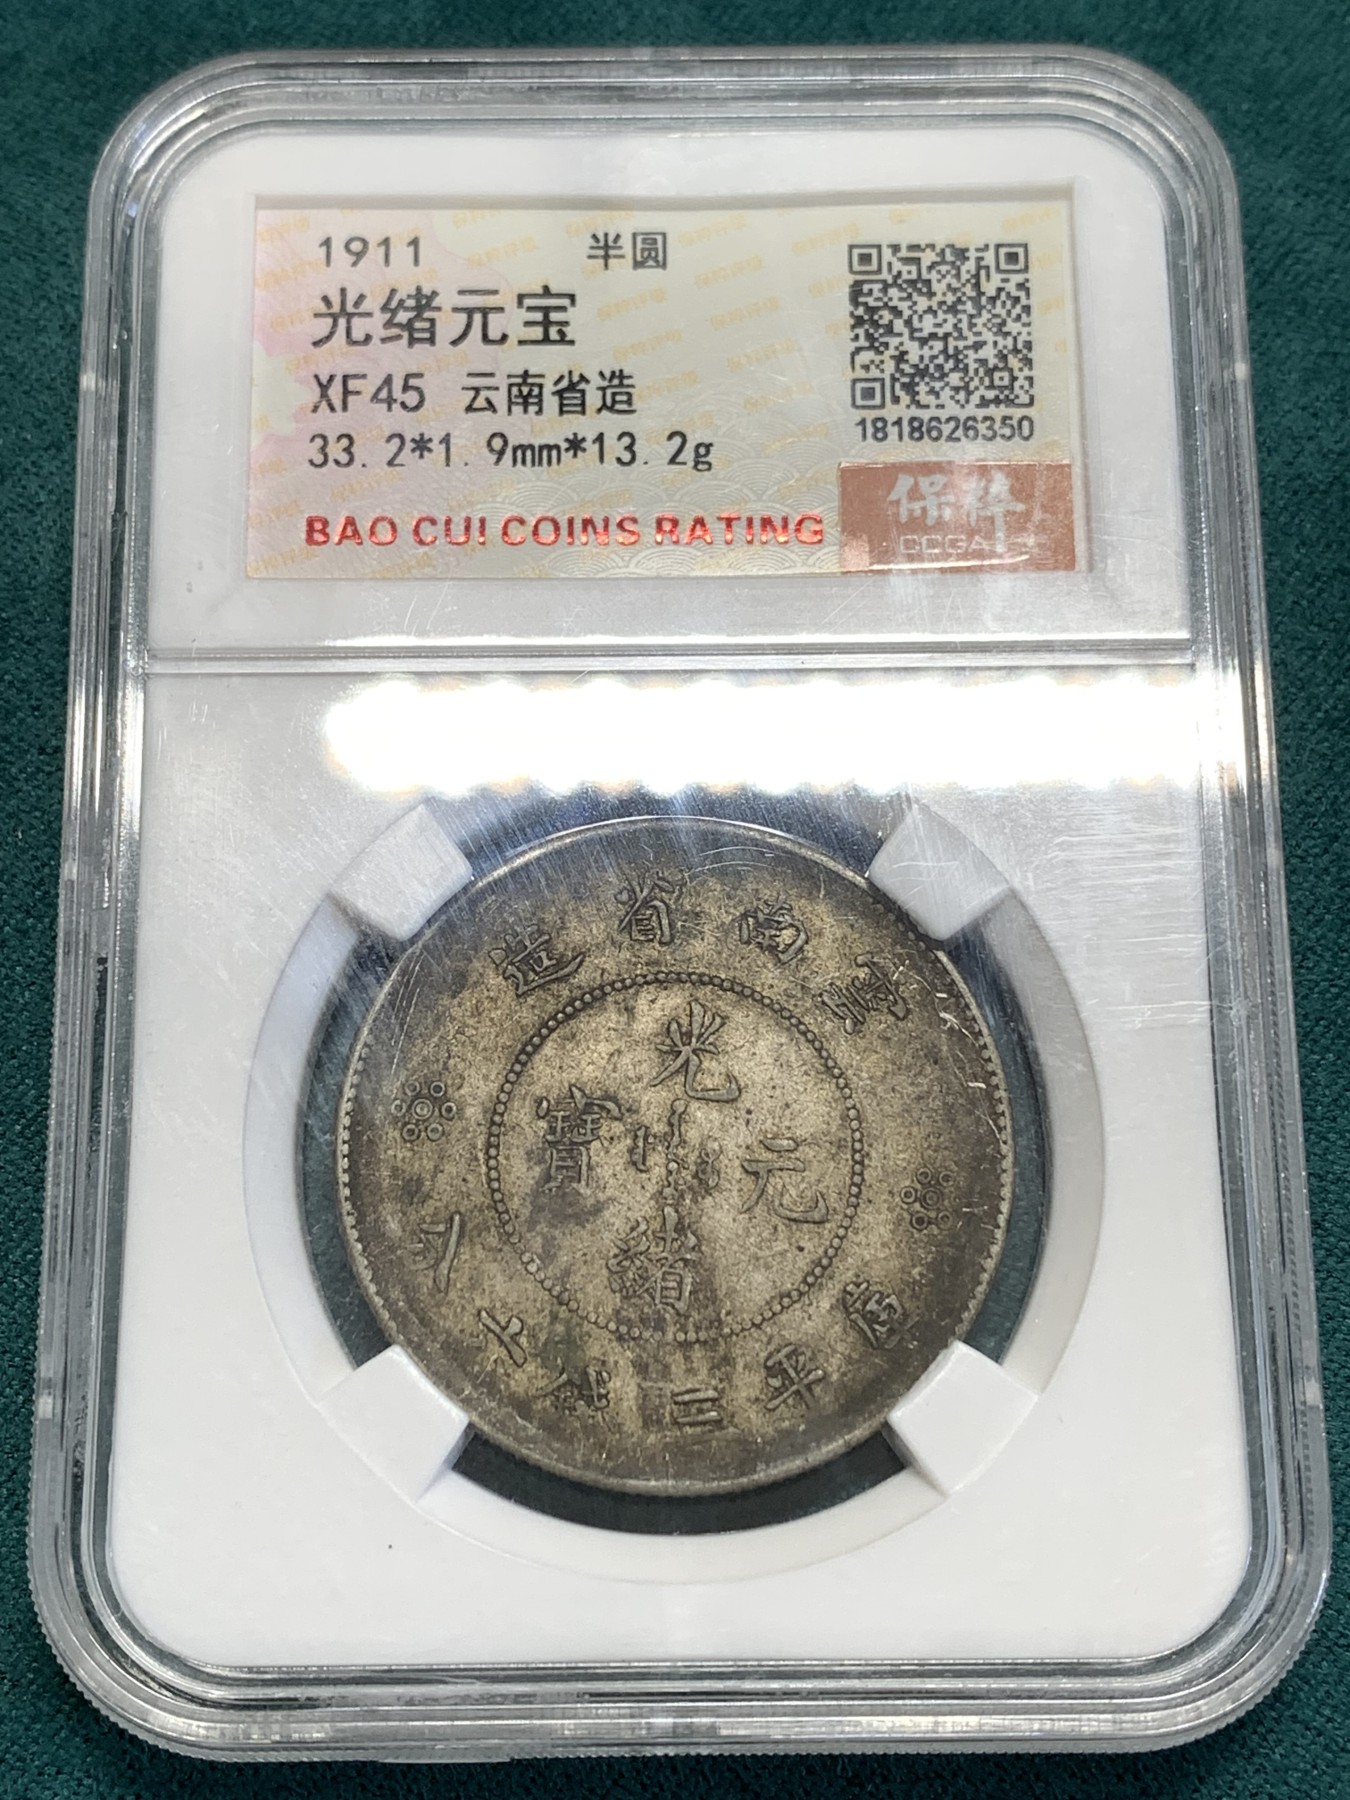 1911 半圆
光绪元宝
XF45 云南省造
33.2*1.9mm*13.2g
1818626350
BAO CUI COINS RATING
保粹
CCGA
造省南雲
光緒
元寶
庫平三錢六分